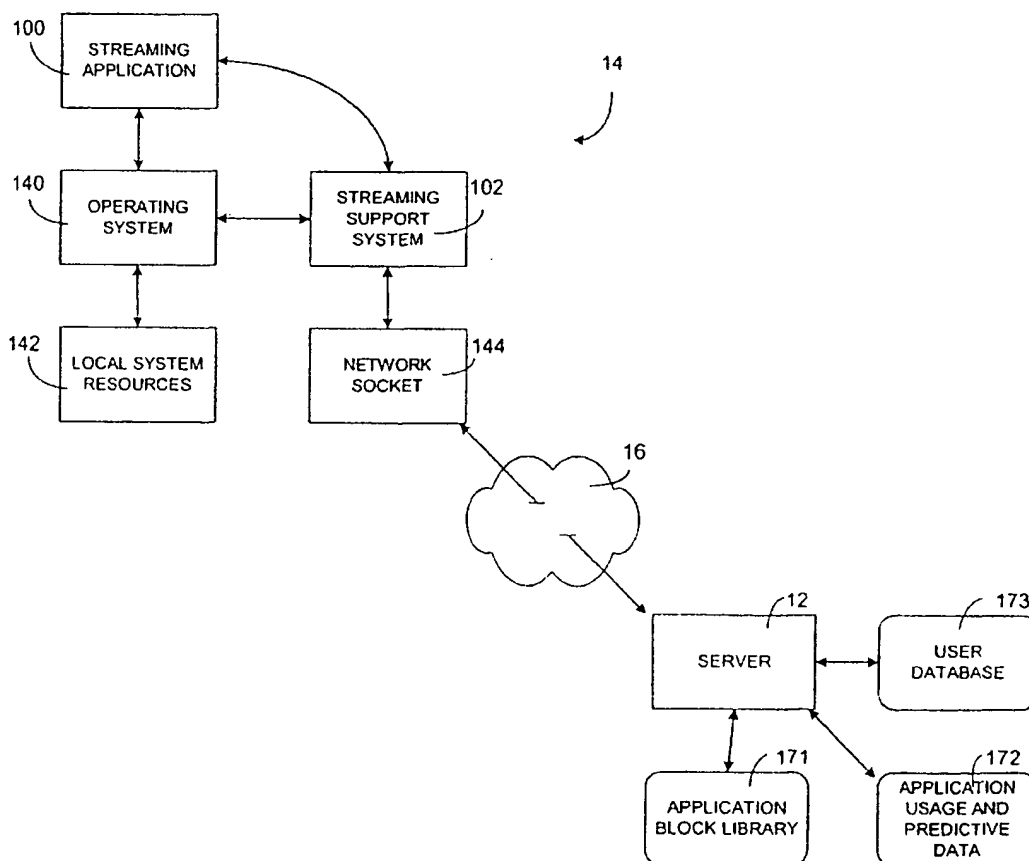 100
STREAMING
APPLICATION
14
140
OPERATING
SYSTEM
102
STREAMING
SUPPORT
SYSTEM
142
LOCAL SYSTEM
RESOURCES
144
NETWORK
SOCKET
16
12
SERVER
173
USER
DATABASE
171
APPLICATION
BLOCK LIBRARY
172
APPLICATION
USAGE AND
PREDICTIVE
DATA